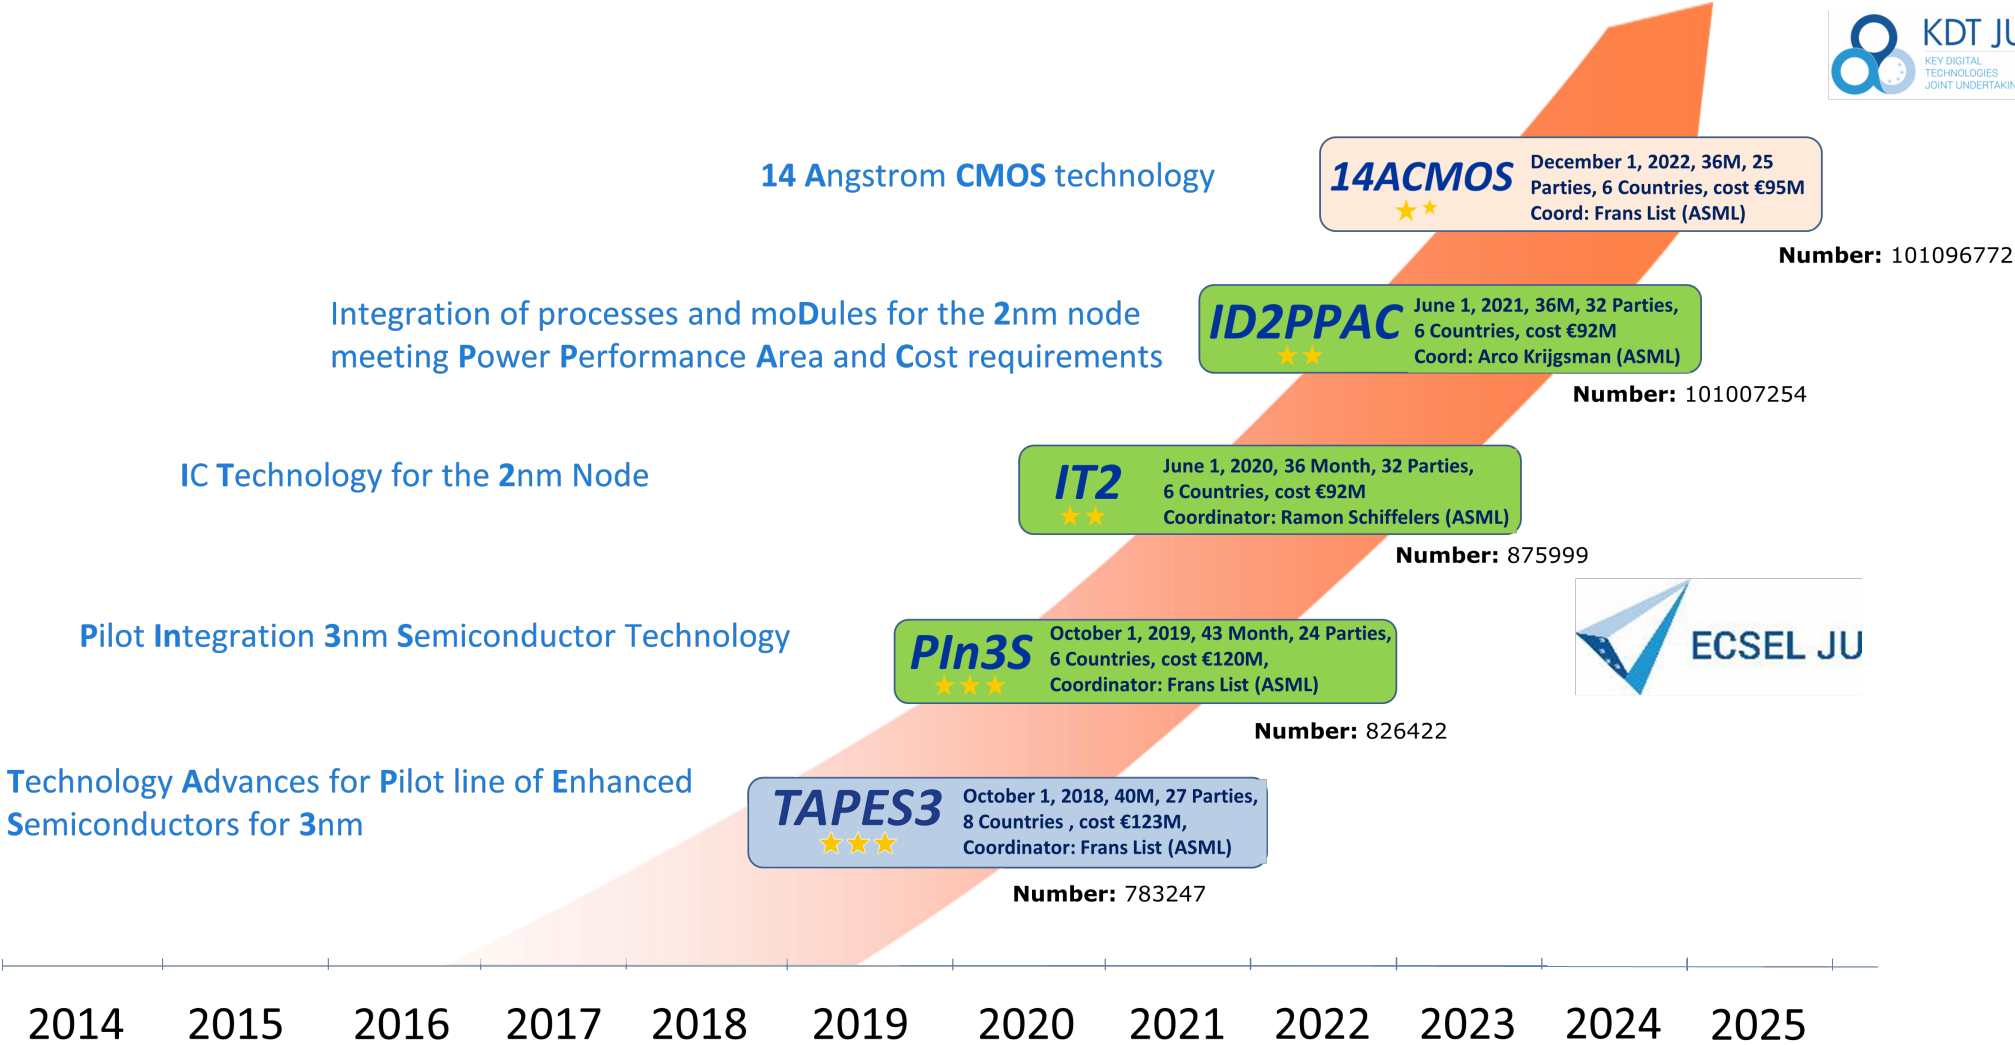 KDT JU
KEY DIGITAL
TECHNOLOGIES
JOINT UNDERTAKIN
14 Angstrom CMOS technology
14ACMOS
December 1, 2022, 36M, 25
Parties, 6 Countries, cost €95M
Coord: Frans List (ASML)
Number: 101096772
Integration of processes and moDules for the 2nm node
meeting Power Performance Area and Cost requirements
ID2PPAC
June 1, 2021, 36M, 32 Parties,
6 Countries, cost €92M
Coord: Arco Krijgsman (ASML)
Number: 101007254
IC Technology for the 2nm Node
IT2
June 1, 2020, 36 Month, 32 Parties,
6 Countries, cost €92M
Coordinator: Ramon Schiffelers (ASML)
Number: 875999
ECSEL JU
Pilot Integration 3nm Semiconductor Technology
PIn3S
October 1, 2019, 43 Month, 24 Parties,
6 Countries, cost €120M,
Coordinator: Frans List (ASML)
Number: 826422
Technology Advances for Pilot line of Enhanced
Semiconductors for 3nm
TAPES3
October 1, 2018, 40M, 27 Parties,
8 Countries , cost €123M,
Coordinator: Frans List (ASML)
Number: 783247
2014 2015 2016 2017 2018 2019 2020 2021 2022 2023 2024 2025